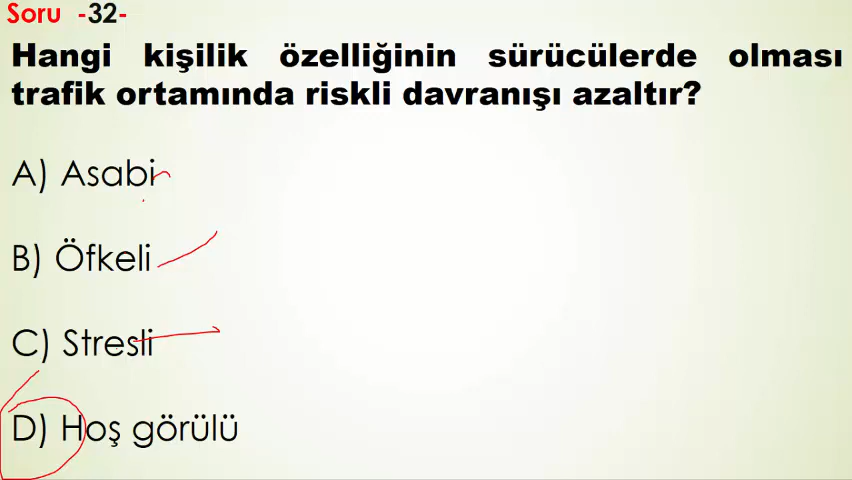 Soru -32-
Hangi kişilik özelliğinin sürücülerde olması
trafik ortamında riskli davranışı azaltır?
A) Asabi
B) Öfkeli
C) Stresli
D) Hoş görülü